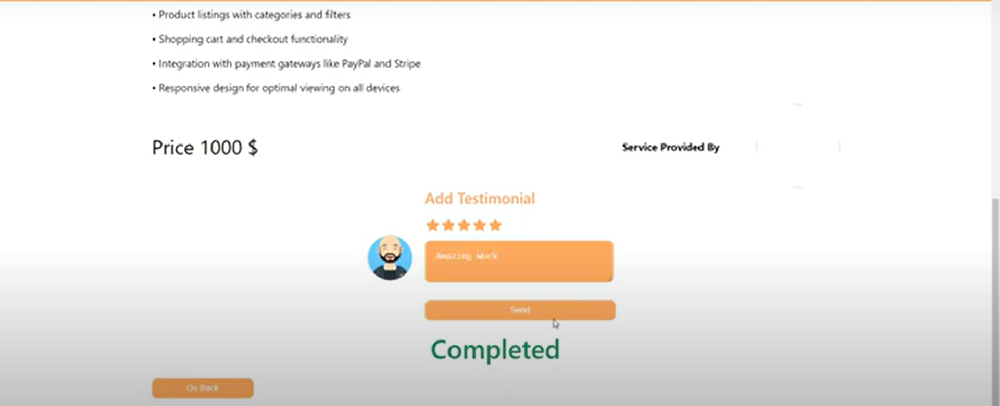 • Product listings with categories and filters
• Shopping cart and checkout functionality
• Integration with payment gateways like PayPal and Stripe
• Responsive design for optimal viewing on all devices
Price 1000 $
Service Provided By
Add Testimonial
Amazing Work
Send
Completed
Go Back